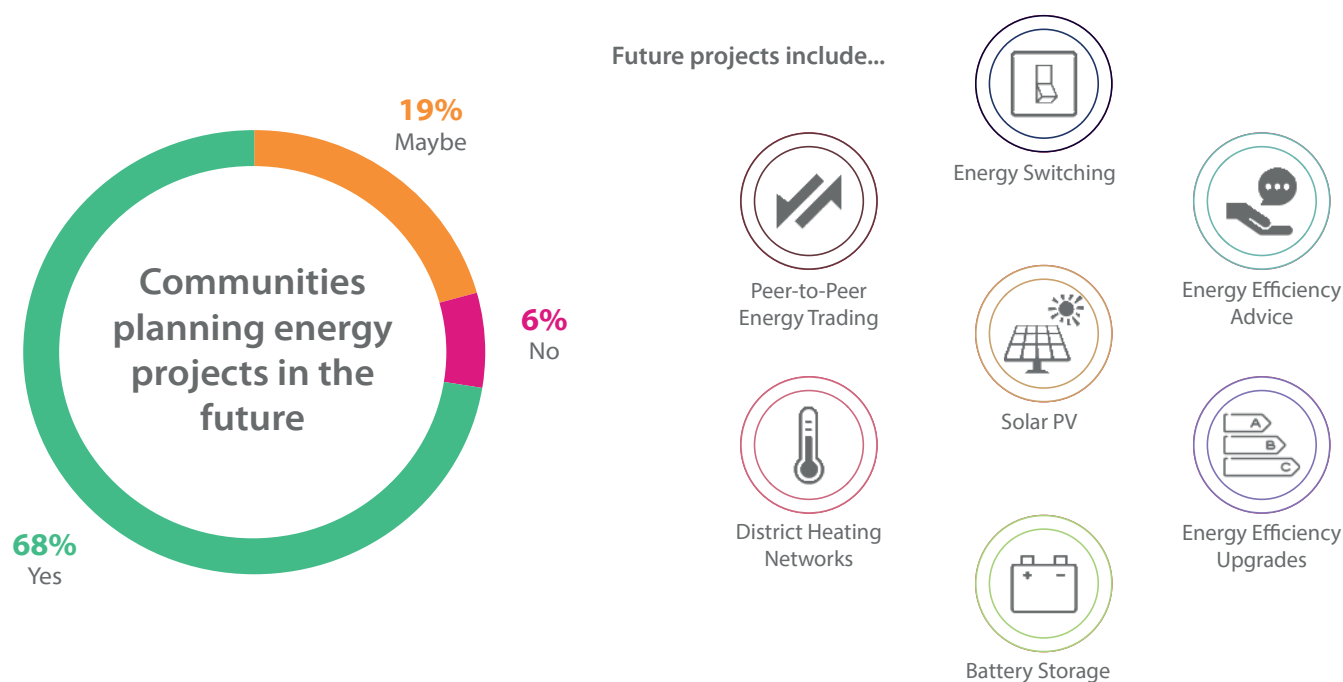 19%
Maybe
Communities
planning energy
projects in the
future
6%
No
68%
Yes
Future projects include...
Energy Switching
Peer-to-Peer
Energy Trading
Energy Efficiency
Advice
Solar PV
District Heating
Networks
A
B
C
Energy Efficiency
Upgrades
+ -
Battery Storage